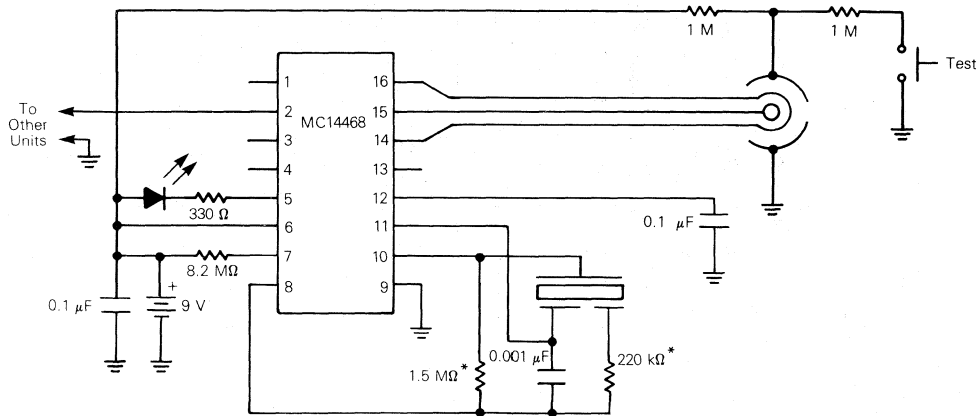 1 M
1 M
Test
To
Other
Units
MC14468
1
2
3
4
5
6
7
8
16
15
14
13
12
11
10
9
330 Ω
8.2 MΩ
0.1 µF
+
9 V
0.1 µF
0.001 µF
1.5 MΩ*
220 kΩ*